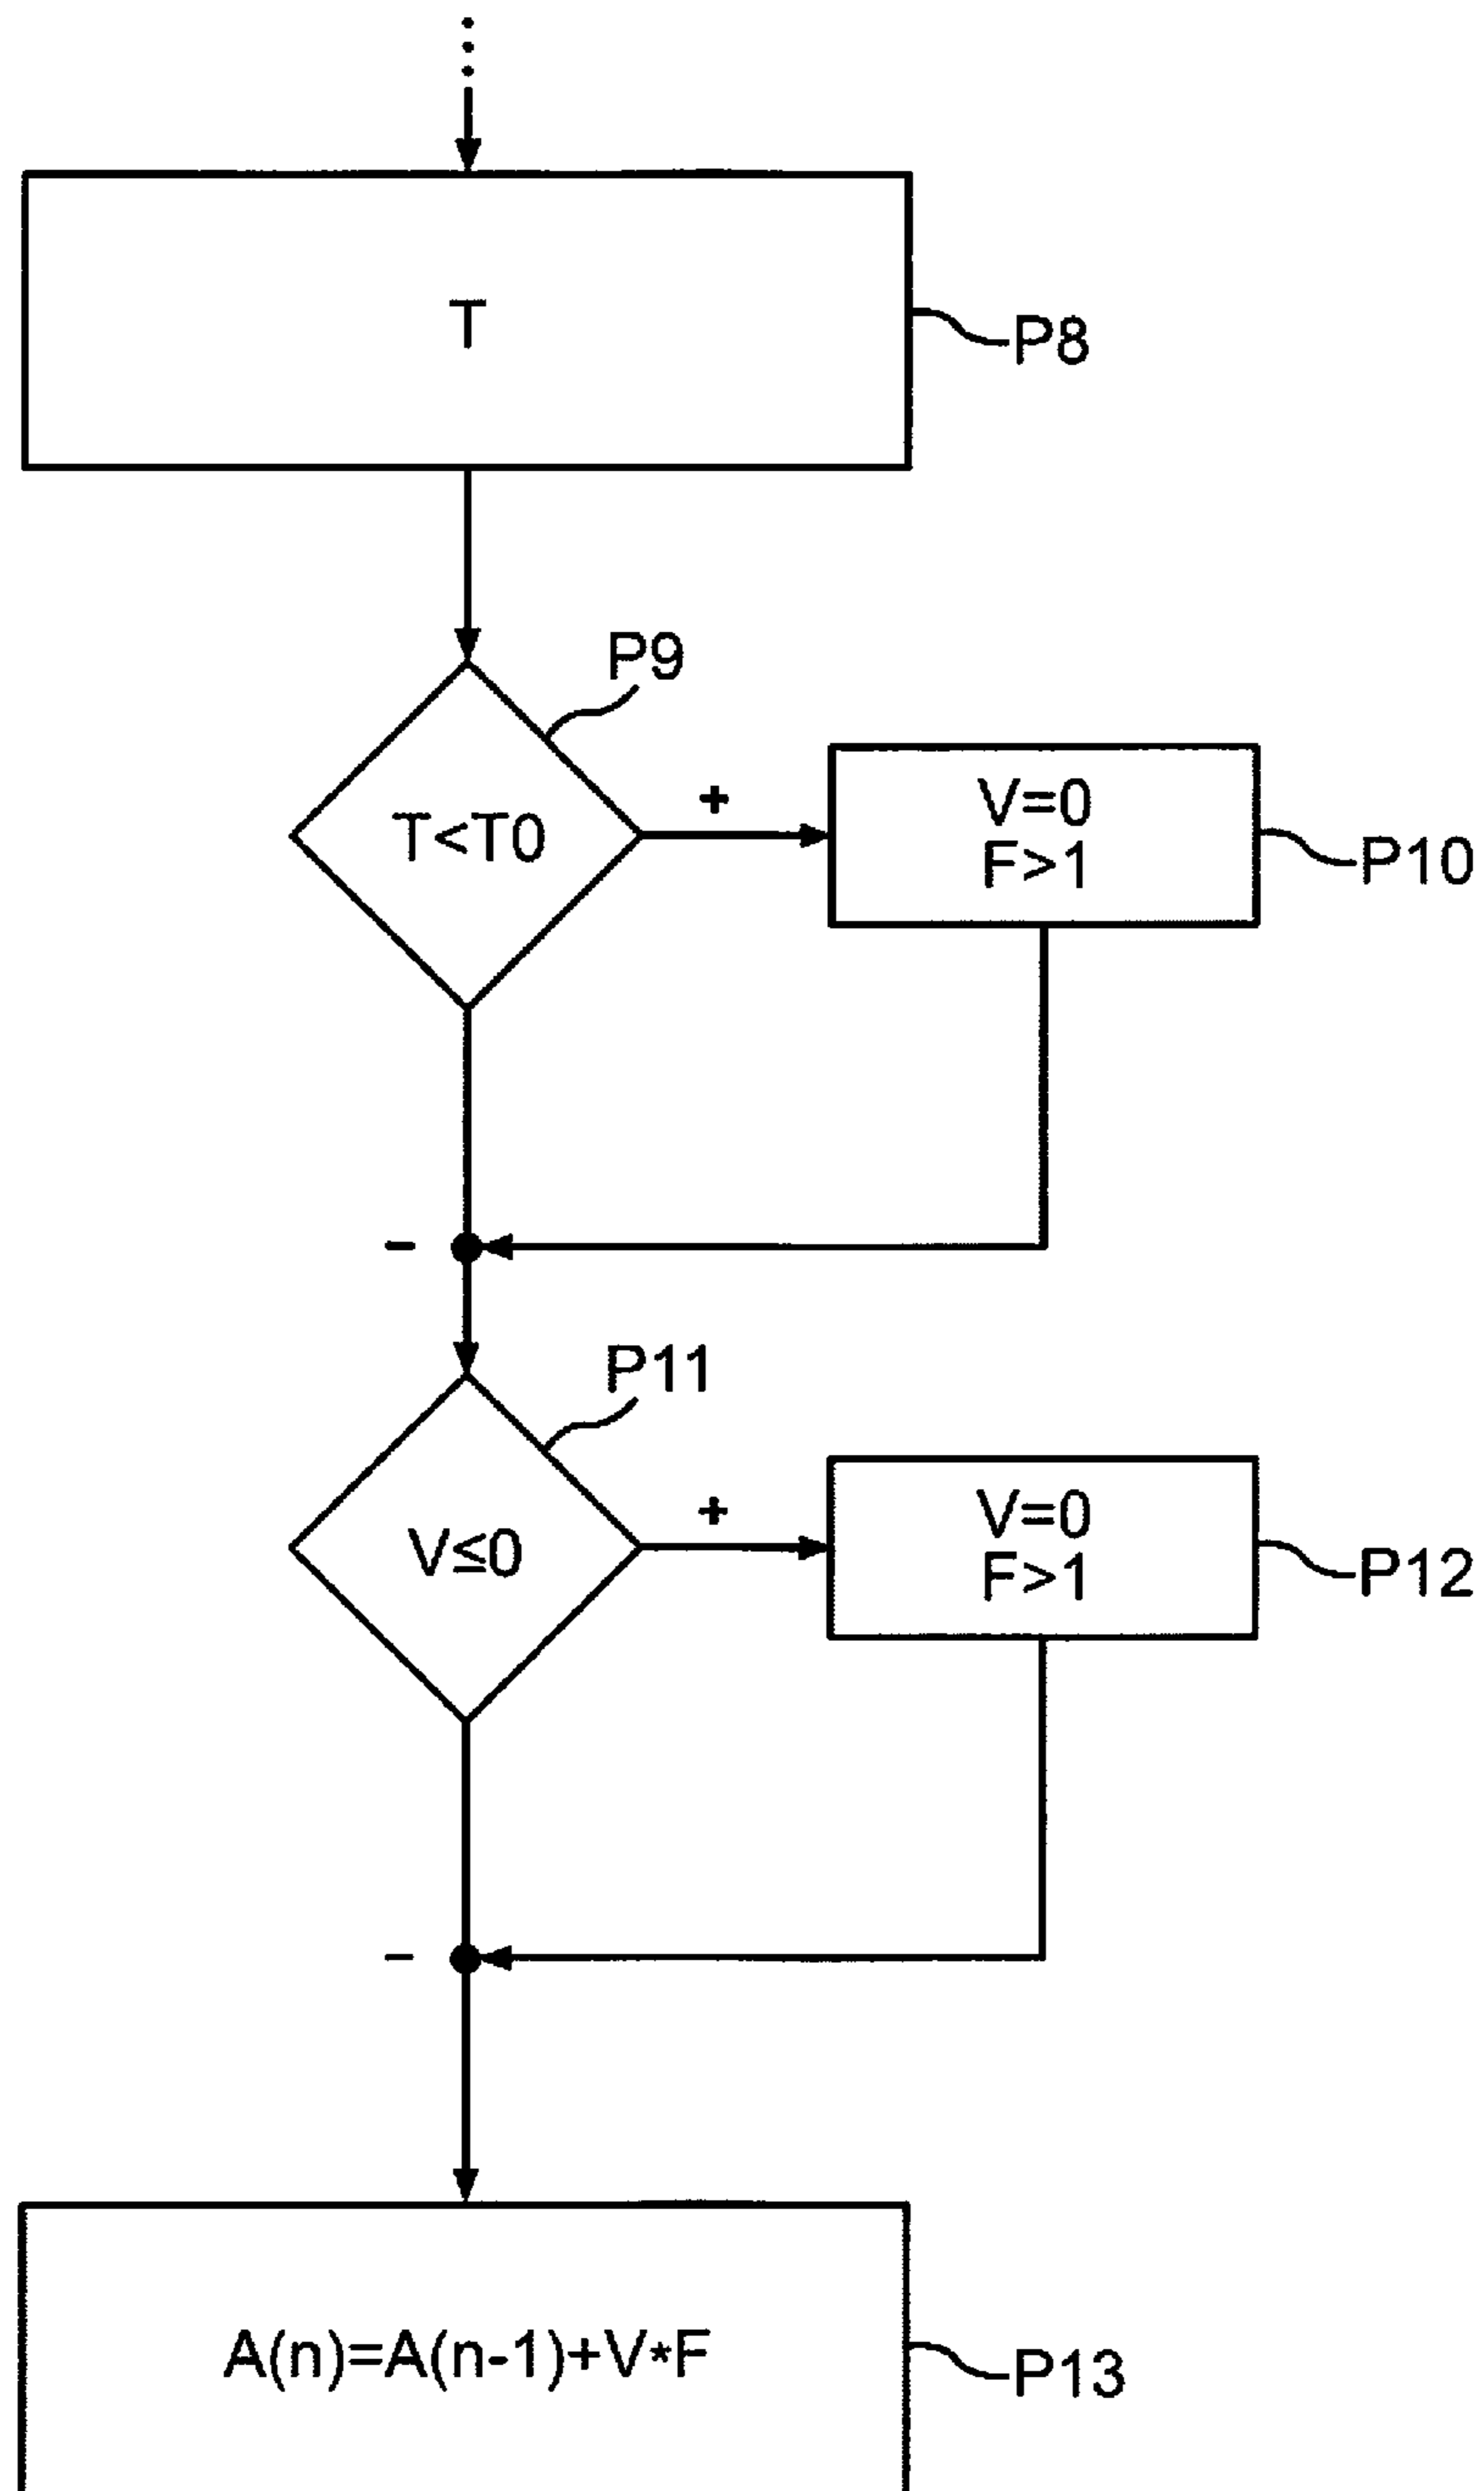 T
P8
P9
T<T0
+
V=0
F>1
P10
-
P11
V≤0
+
V=0
F>1
P12
-
A(n)=A(n-1)+V*F
P13